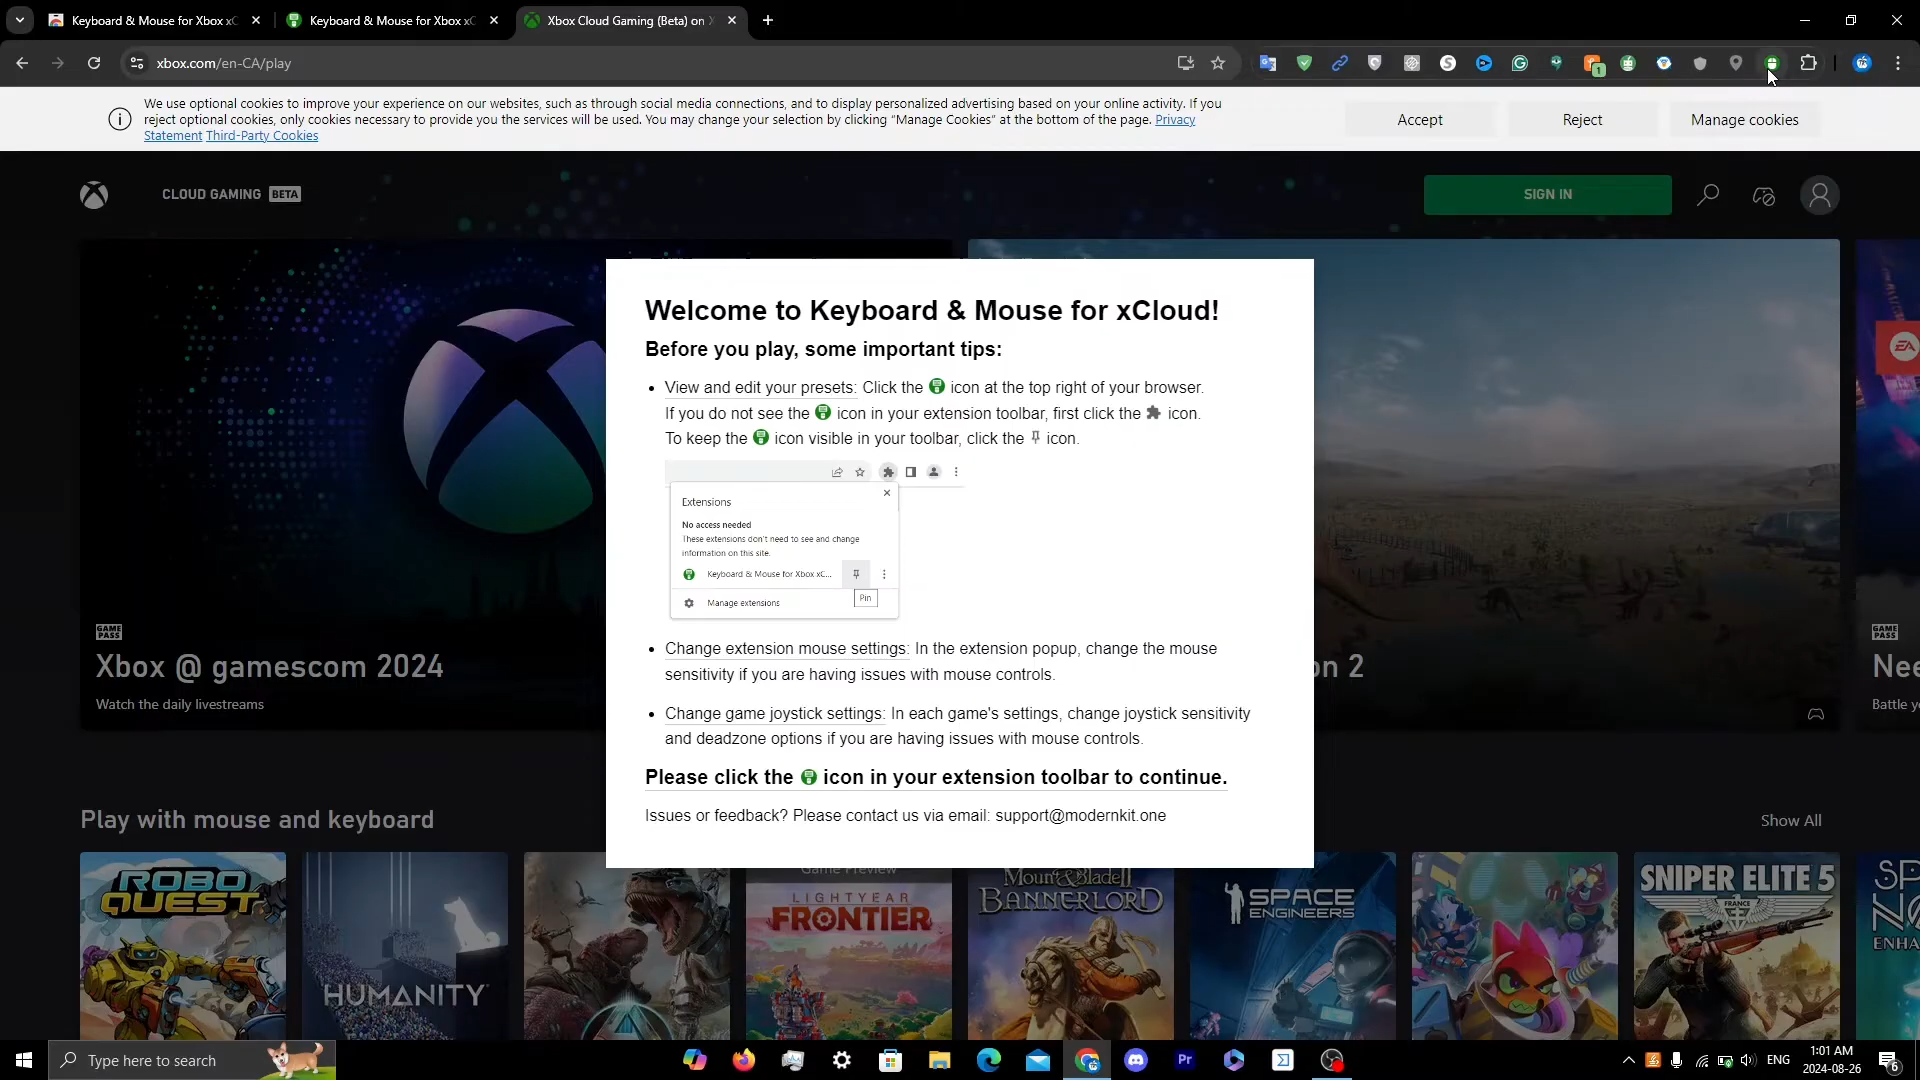 Keyboard & Mouse for Xbox xC
Keyboard & Mouse for Xbox xC
Xbox Cloud Gaming (Beta) on X
xbox.com/en-CA/play
We use optional cookies to improve your experience on our websites, such as through social media connections, and to display personalized advertising based on your online activity. If you
reject optional cookies, only cookies necessary to provide you the services will be used. You may change your selection by clicking “Manage Cookies” at the bottom of the page. Privacy
Statement Third-Party Cookies
Accept
Reject
Manage cookies
CLOUD GAMING BETA
SIGN IN
Welcome to Keyboard & Mouse for xCloud!
Before you play, some important tips:
• View and edit your presets: Click the icon at the top right of your browser.
If you do not see the icon in your extension toolbar, first click the icon.
To keep the icon visible in your toolbar, click the icon.
Extensions
No access needed
These extensions don't need to see and change
information on this site.
Keyboard & Mouse for Xbox xC...
Pin
Manage extensions
• Change extension mouse settings: In the extension popup, change the mouse
sensitivity if you are having issues with mouse controls.
• Change game joystick settings: In each game's settings, change joystick sensitivity
and deadzone options if you are having issues with mouse controls.
Please click the icon in your extension toolbar to continue.
Issues or feedback? Please contact us via email: support@modernkit.one
GAME
PASS
Xbox @ gamescom 2024
Watch the daily livestreams
on 2
EA
GAME
PASS
Nee
Battle y
Play with mouse and keyboard
Show All
ROBO
QUEST
HUMANITY
Game Preview
LIGHTYEAR
FRONTIER
Mount & Blade II
BANNERLORD
SPACE
ENGINEERS
SNIPER ELITE 5
FRANCE
SP
NO
ENHA
Type here to search
Pr
ENG
1:01 AM
2024-08-26
6
1